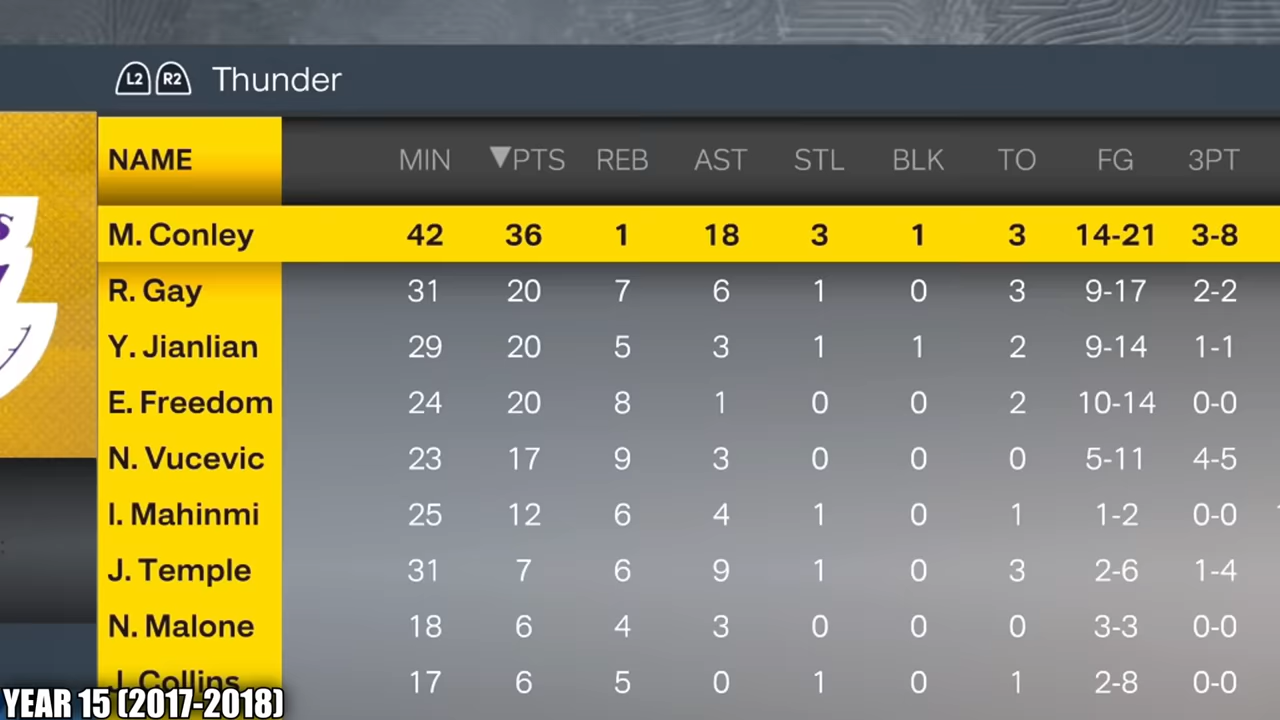 L2 R2 Thunder
NAME MIN ▼PTS REB AST STL BLK TO FG 3PT
M. Conley 42 36 1 18 3 1 3 14-21 3-8
R. Gay 31 20 7 6 1 0 3 9-17 2-2
Y. Jianlian 29 20 5 3 1 1 2 9-14 1-1
E. Freedom 24 20 8 1 0 0 2 10-14 0-0
N. Vucevic 23 17 9 3 0 0 0 5-11 4-5
I. Mahinmi 25 12 6 4 1 0 1 1-2 0-0
J. Temple 31 7 6 9 1 0 3 2-6 1-4
N. Malone 18 6 4 3 0 0 0 3-3 0-0
J. Collins 17 6 5 0 1 0 1 2-8 0-0
YEAR 15 (2017-2018)